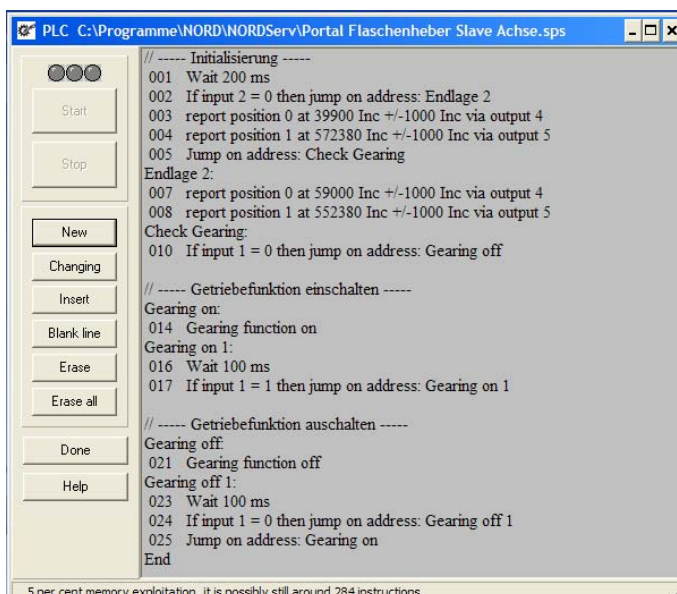 PLC C:\Programme\NORD\NORDServ\Portal Flaschenheber Slave Achse.sps
Start
Stop
New
Changing
Insert
Blank line
Erase
Erase all
Done
Help
// ----- Initialisierung -----
001 Wait 200 ms
002 If input 2 = 0 then jump on address: Endlage 2
003 report position 0 at 39900 Inc +/-1000 Inc via output 4
004 report position 1 at 572380 Inc +/-1000 Inc via output 5
005 Jump on address: Check Gearing
Endlage 2:
007 report position 0 at 59000 Inc +/-1000 Inc via output 4
008 report position 1 at 552380 Inc +/-1000 Inc via output 5
Check Gearing:
010 If input 1 = 0 then jump on address: Gearing off
// ----- Getriebefunktion einschalten -----
Gearing on:
014 Gearing function on
Gearing on 1:
016 Wait 100 ms
017 If input 1 = 1 then jump on address: Gearing on 1
// ----- Getriebefunktion auschalten -----
Gearing off:
021 Gearing function off
Gearing off 1:
023 Wait 100 ms
024 If input 1 = 0 then jump on address: Gearing off 1
025 Jump on address: Gearing on
End
5 per cent memory exploitation, it is possibly still around 284 instructions